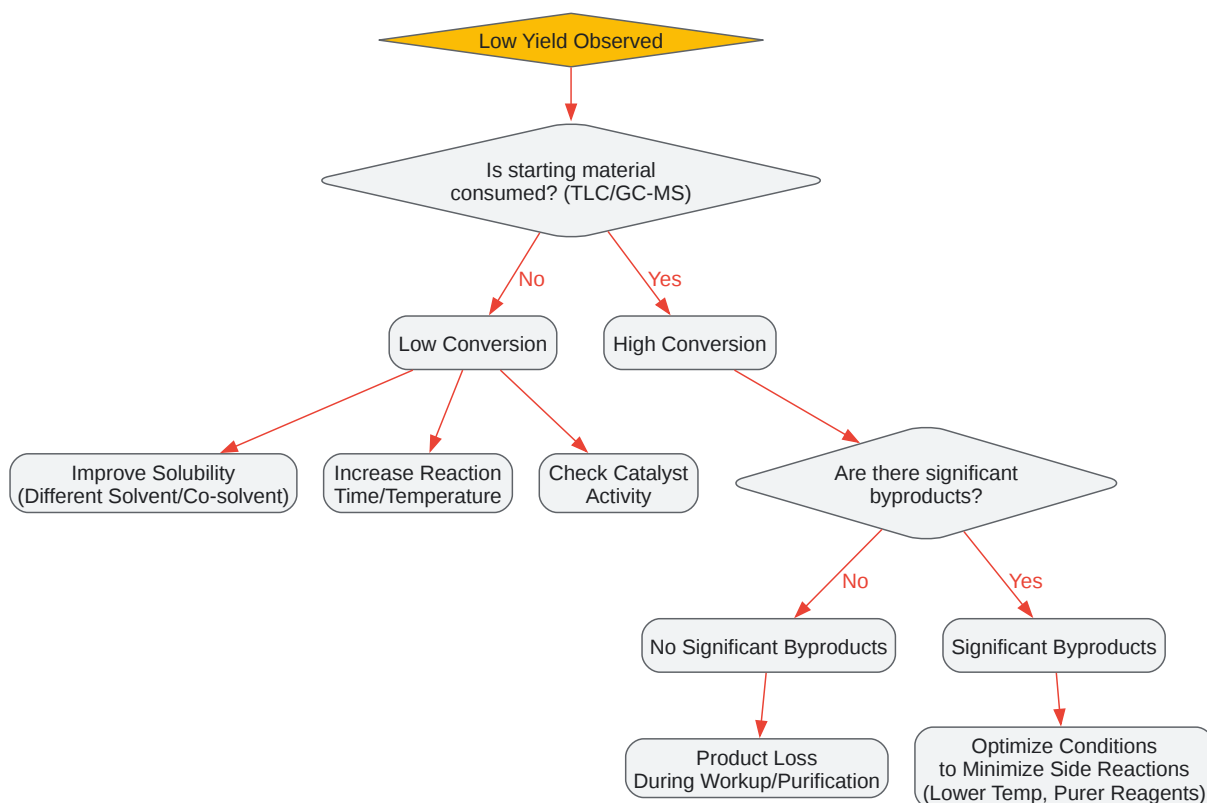 Low Yield Observed
Is starting material
consumed? (TLC/GC-MS)
No
Yes
Low Conversion
High Conversion
Improve Solubility
(Different Solvent/Co-solvent)
Increase Reaction
Time/Temperature
Check Catalyst
Activity
Are there significant
byproducts?
No
Yes
No Significant Byproducts
Significant Byproducts
Product Loss
During Workup/Purification
Optimize Conditions
to Minimize Side Reactions
(Lower Temp, Purer Reagents)